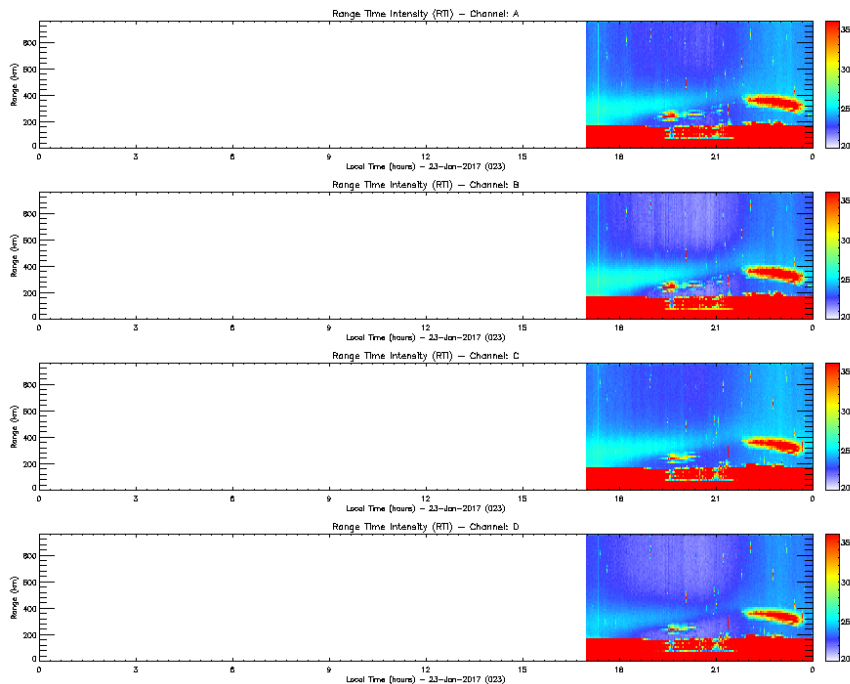 Range Time Intensity (RTI) – Channel: A
Range (km)
800
600
400
200
0
0 3 6 9 12 15 18 21 0
Local Time [hours] – 23-Jan-2017 (023)
35
30
25
20
Range Time Intensity (RTI) – Channel: B
Range (km)
800
600
400
200
0
0 3 6 9 12 15 18 21 0
Local Time [hours] – 23-Jan-2017 (023)
35
30
25
20
Range Time Intensity (RTI) – Channel: C
Range (km)
800
600
400
200
0
0 3 6 9 12 15 18 21 0
Local Time [hours] – 23-Jan-2017 (023)
35
30
25
20
Range Time Intensity (RTI) – Channel: D
Range (km)
800
600
400
200
0
0 3 6 9 12 15 18 21 0
Local Time [hours] – 23-Jan-2017 (023)
35
30
25
20